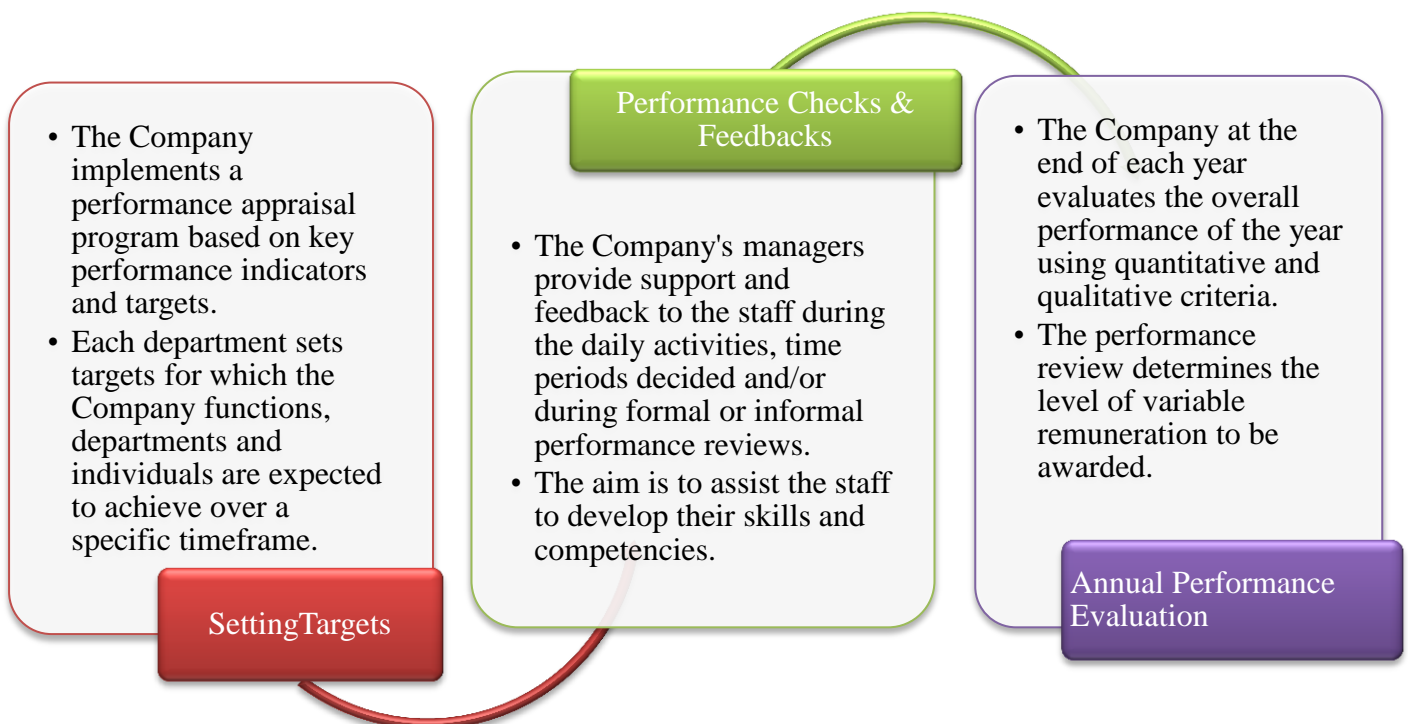 • The Company
implements a
performance appraisal
program based on key
performance indicators
and targets.
• Each department sets
targets for which the
Company functions,
departments and
individuals are expected
to achieve over a
specific timeframe.
SettingTargets
Performance Checks &
Feedbacks
• The Company's managers
provide support and
feedback to the staff during
the daily activities, time
periods decided and/or
during formal or informal
performance reviews.
• The aim is to assist the staff
to develop their skills and
competencies.
• The Company at the
end of each year
evaluates the overall
performance of the year
using quantitative and
qualitative criteria.
• The performance
review determines the
level of variable
remuneration to be
awarded.
Annual Performance
Evaluation